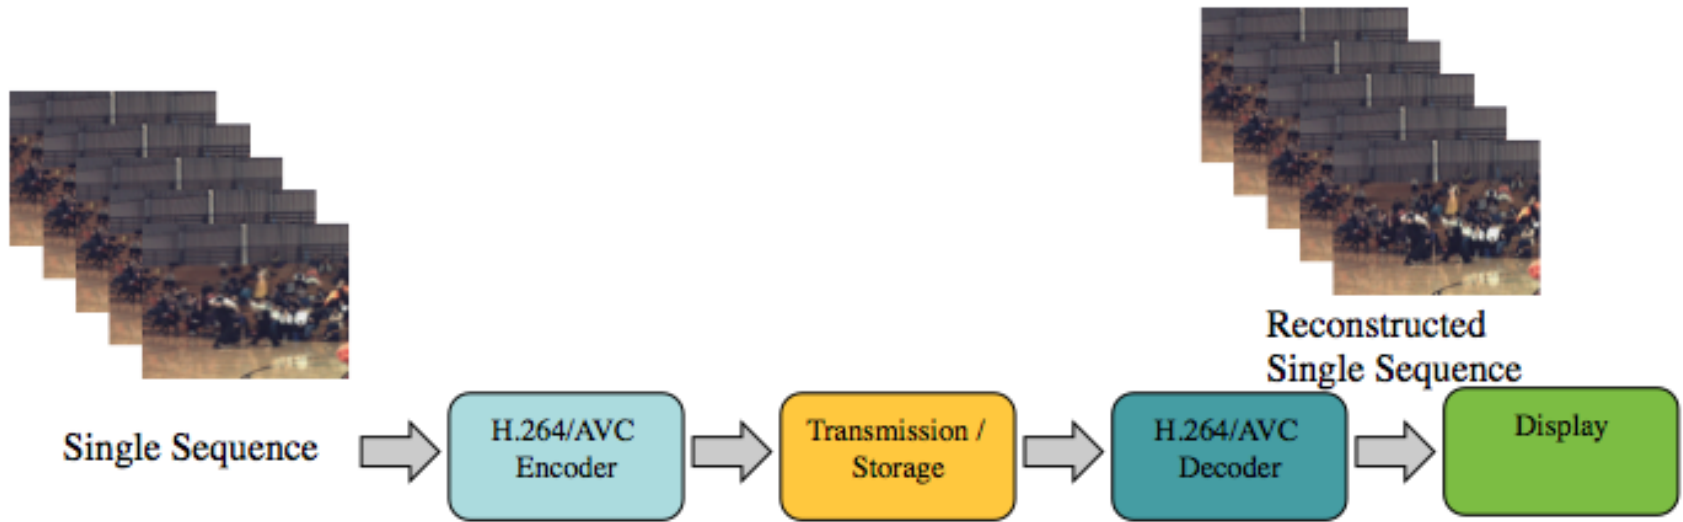 Reconstructed
Single Sequence
Single Sequence
H.264/AVC
Encoder
Transmission /
Storage
H.264/AVC
Decoder
Display